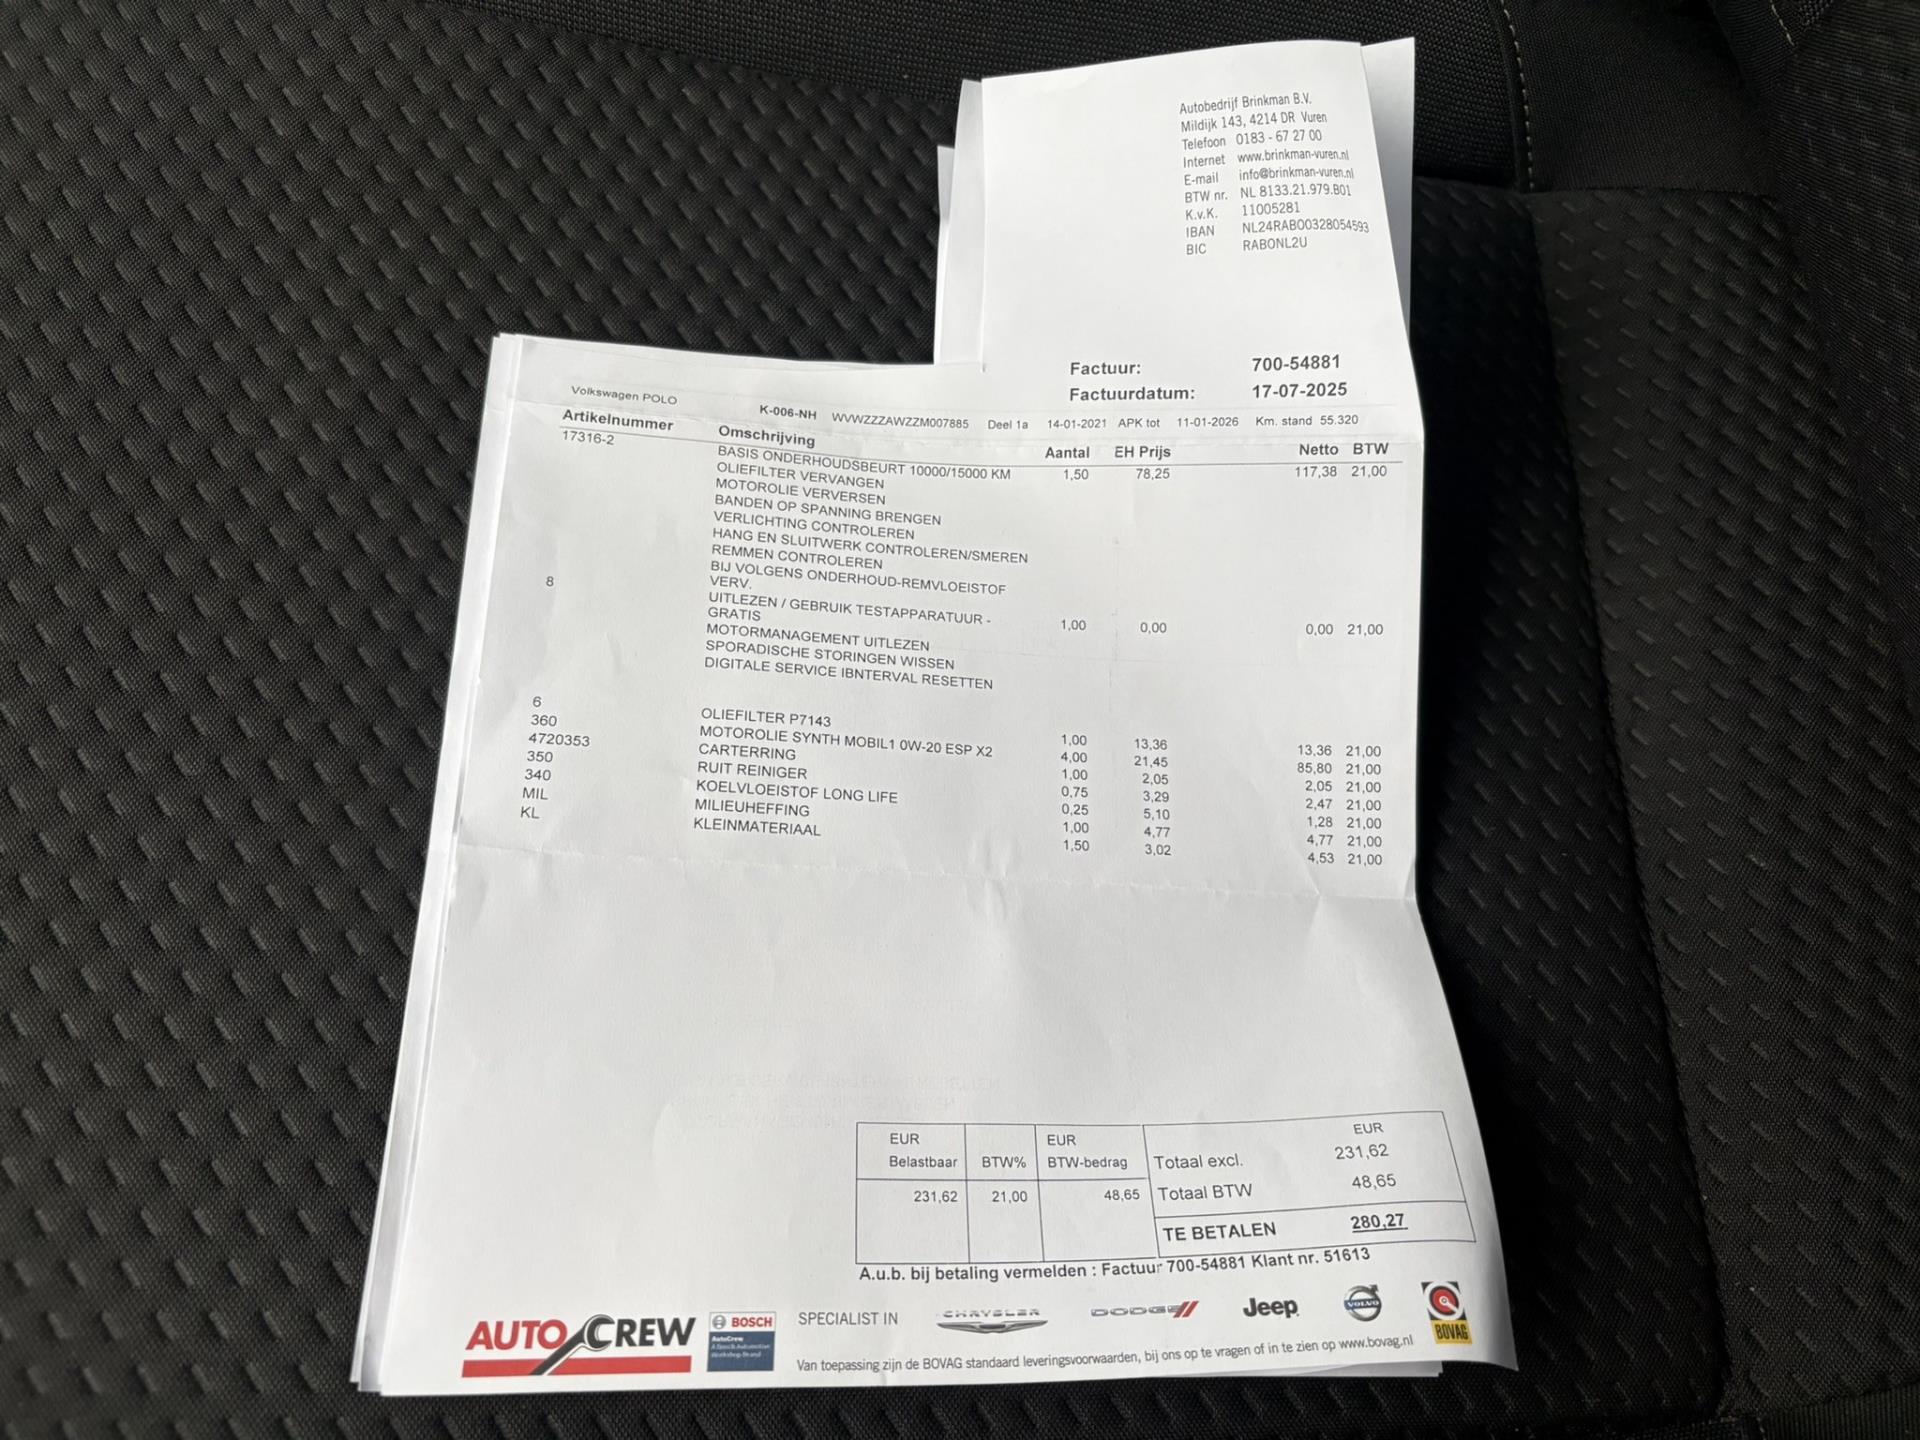 Autobedrijf Brinkman B.V.
Mildijk 143, 4214 DR Vuren
Telefoon 0183 - 67 27 00
Internet www.brinkman-vuren.nl
E-mail info@brinkman-vuren.nl
BTW nr. NL 8133.21.979.B01
K.v.K. 11005281
IBAN NL24RABO0328054593
BIC RABONL2U
Factuur: 700-54881
Factuurdatum: 17-07-2025
Volkswagen POLO K-006-NH WVWZZZAWZZM007885 Deel 1a 14-01-2021 APK tot 11-01-2026 Km. stand 55.320
Artikelnummer Omschrijving Aantal EH Prijs Netto BTW
17316-2 BASIS ONDERHOUDSBEURT 10000/15000 KM 1,50 78,25 117,38 21,00
OLIEFILTER VERVANGEN
MOTOROLIE VERVERSEN
BANDEN OP SPANNING BRENGEN
VERLICHTING CONTROLEREN
HANG EN SLUITWERK CONTROLEREN/SMEREN
REMMEN CONTROLEREN
BIJ VOLGENS ONDERHOUD-REMVLOEISTOF
VERV.
8 UITLEZEN / GEBRUIK TESTAPPARATUUR - 1,00 0,00 0,00 21,00
GRATIS
MOTORMANAGEMENT UITLEZEN
SPORADISCHE STORINGEN WISSEN
DIGITALE SERVICE IBNTERVAL RESETTEN
6 OLIEFILTER P7143 1,00 13,36 13,36 21,00
360 MOTOROLIE SYNTH MOBIL1 0W-20 ESP X2 4,00 21,45 85,80 21,00
4720353 CARTERRING 1,00 2,05 2,05 21,00
350 RUIT REINIGER 0,75 3,29 2,47 21,00
340 KOELVLOEISTOF LONG LIFE 0,25 5,10 1,28 21,00
MIL MILIEUHEFFING 1,00 4,77 4,77 21,00
KL KLEINMATERIAAL 1,50 3,02 4,53 21,00
EUR EUR EUR
Belastbaar BTW% BTW-bedrag Totaal excl. 231,62
231,62 21,00 48,65 Totaal BTW 48,65
TE BETALEN 280,27
A.u.b. bij betaling vermelden : Factuur 700-54881 Klant nr. 51613
AUTO CREW BOSCH SPECIALIST IN CHRYSLER DODGE Jeep VOLVO BOVAG
AutoCrew
A Bosch Automotive
Workshop Brand
Van toepassing zijn de BOVAG standaard leveringsvoorwaarden, bij ons op te vragen of in te zien op www.bovag.nl